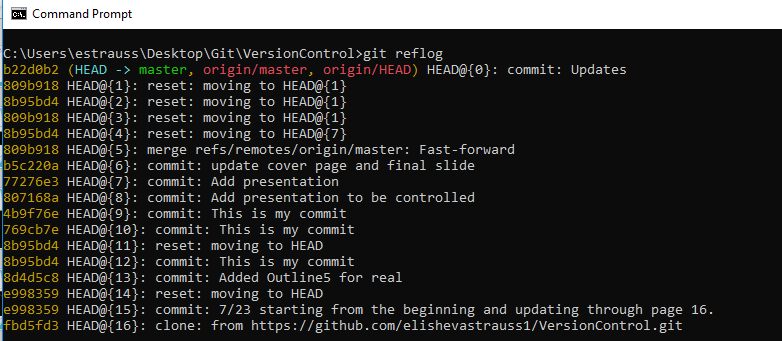 Command Prompt
C:\Users\estrauss\Desktop\Git\VersionControl>git reflog
b22d0b2 (HEAD -> master, origin/master, origin/HEAD) HEAD@{0}: commit: Updates
809b918 HEAD@{1}: reset: moving to HEAD@{1}
8b95bd4 HEAD@{2}: reset: moving to HEAD@{1}
809b918 HEAD@{3}: reset: moving to HEAD@{1}
8b95bd4 HEAD@{4}: reset: moving to HEAD@{7}
809b918 HEAD@{5}: merge refs/remotes/origin/master: Fast-forward
b5c220a HEAD@{6}: commit: update cover page and final slide
77276e3 HEAD@{7}: commit: Add presentation
807168a HEAD@{8}: commit: Add presentation to be controlled
4b9f76e HEAD@{9}: commit: This is my commit
769cb7e HEAD@{10}: commit: This is my commit
8b95bd4 HEAD@{11}: reset: moving to HEAD
8b95bd4 HEAD@{12}: commit: This is my commit
8d4d5c8 HEAD@{13}: commit: Added Outline5 for real
e998359 HEAD@{14}: reset: moving to HEAD
e998359 HEAD@{15}: commit: 7/23 starting from the beginning and updating through page 16.
fbd5fd3 HEAD@{16}: clone: from https://github.com/elishevastrauss1/VersionControl.git